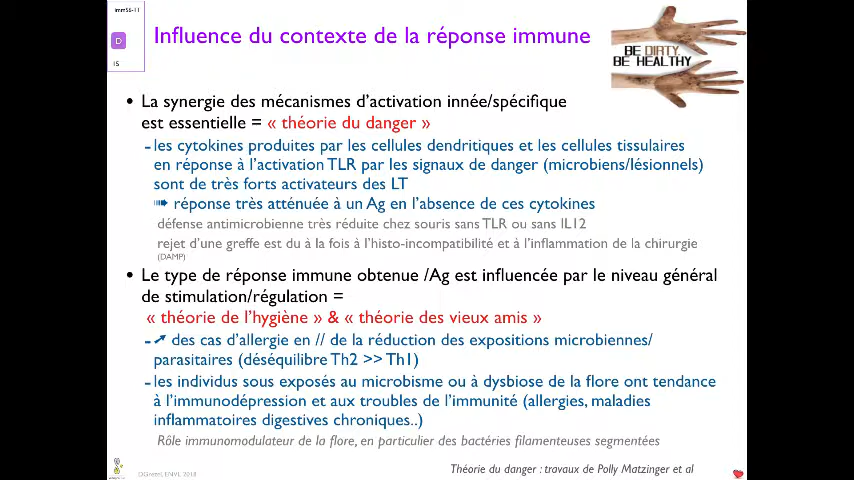 imm56-11
D
IS
Influence du contexte de la réponse immune
BE DIRTY.
BE HEALTHY
• La synergie des mécanismes d'activation innée/spécifique
est essentielle = « théorie du danger »
- les cytokines produites par les cellules dendritiques et les cellules tissulaires
en réponse à l'activation TLR par les signaux de danger (microbiens/lésionnels)
sont de très forts activateurs des LT
➠ réponse très atténuée à un Ag en l'absence de ces cytokines
défense antimicrobienne très réduite chez souris sans TLR ou sans IL12
rejet d'une greffe est du à la fois à l'histo-incompatibilité et à l'inflammation de la chirurgie
(DAMP)
• Le type de réponse immune obtenue /Ag est influencée par le niveau général
de stimulation/régulation =
« théorie de l'hygiène » & « théorie des vieux amis »
- ➚ des cas d'allergie en // de la réduction des expositions microbiennes/
parasitaires (déséquilibre Th2 >> Th1)
- les individus sous exposés au microbisme ou à dysbiose de la flore ont tendance
à l'immunodépression et aux troubles de l'immunité (allergies, maladies
inflammatoires digestives chroniques..)
Rôle immunomodulateur de la flore, en particulier des bactéries filamenteuses segmentées
Théorie du danger : travaux de Polly Matzinger et al